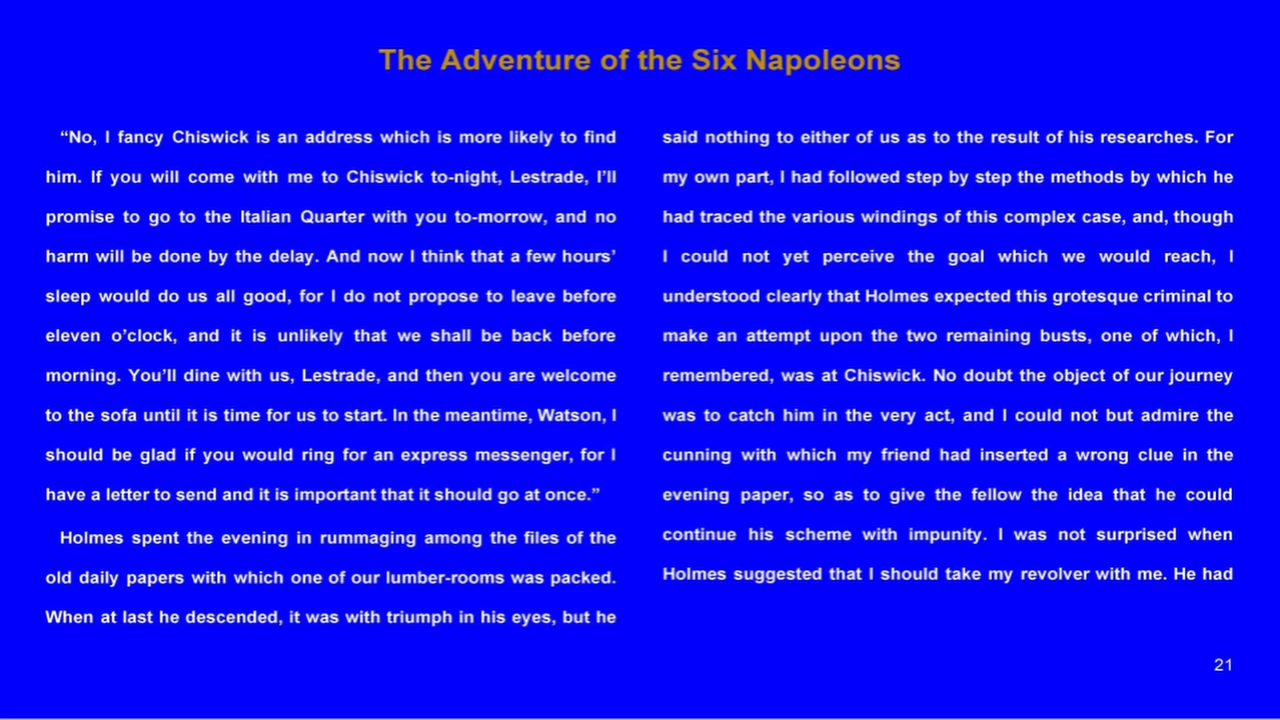 The Adventure of the Six Napoleons
“No, I fancy Chiswick is an address which is more likely to find
him. If you will come with me to Chiswick to-night, Lestrade, I’ll
promise to go to the Italian Quarter with you to-morrow, and no
harm will be done by the delay. And now I think that a few hours’
sleep would do us all good, for I do not propose to leave before
eleven o’clock, and it is unlikely that we shall be back before
morning. You’ll dine with us, Lestrade, and then you are welcome
to the sofa until it is time for us to start. In the meantime, Watson, I
should be glad if you would ring for an express messenger, for I
have a letter to send and it is important that it should go at once.”
Holmes spent the evening in rummaging among the files of the
old daily papers with which one of our lumber-rooms was packed.
When at last he descended, it was with triumph in his eyes, but he
said nothing to either of us as to the result of his researches. For
my own part, I had followed step by step the methods by which he
had traced the various windings of this complex case, and, though
I could not yet perceive the goal which we would reach, I
understood clearly that Holmes expected this grotesque criminal to
make an attempt upon the two remaining busts, one of which, I
remembered, was at Chiswick. No doubt the object of our journey
was to catch him in the very act, and I could not but admire the
cunning with which my friend had inserted a wrong clue in the
evening paper, so as to give the fellow the idea that he could
continue his scheme with impunity. I was not surprised when
Holmes suggested that I should take my revolver with me. He had
21